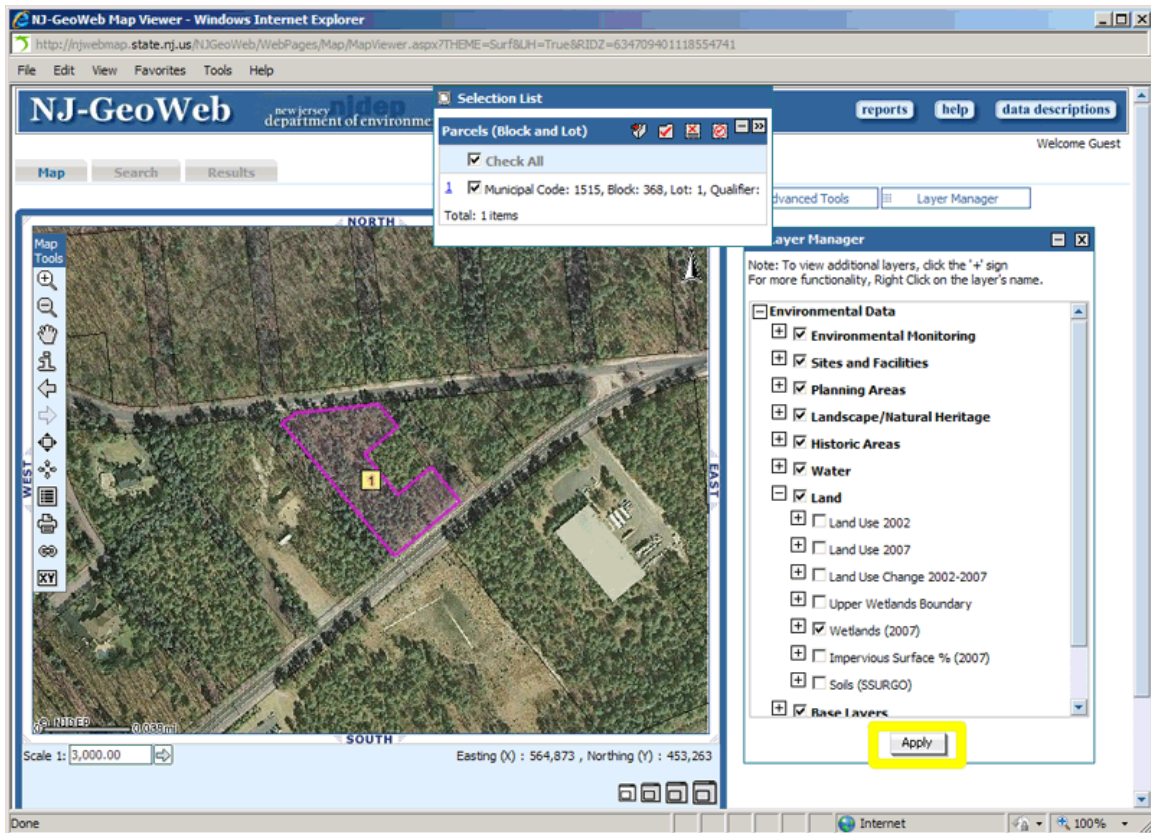 NJ-GeoWeb Map Viewer - Windows Internet Explorer
http://njwebmap.state.nj.us/NJGeoWeb/WebPages/Map/MapViewer.aspx?THEME=Surf&UH=True&RIDZ=634709401118554741
File Edit View Favorites Tools Help
NJ-GeoWeb
new jersey njdep
department of environme
reports help data descriptions
Welcome Guest
Map Search Results
Selection List
Parcels (Block and Lot)
Check All
1 Municipal Code: 1515, Block: 368, Lot: 1, Qualifier:
Total: 1 items
dvanced Tools Layer Manager
NORTH
Map
Tools
WEST
EAST
1
XY
© NJDEP
0.035mi
SOUTH
Scale 1: 3,000.00
Easting (X) : 564,873 , Northing (Y) : 453,263
Layer Manager
Note: To view additional layers, click the '+' sign
For more functionality, Right Click on the layer's name.
Environmental Data
Environmental Monitoring
Sites and Facilities
Planning Areas
Landscape/Natural Heritage
Historic Areas
Water
Land
Land Use 2002
Land Use 2007
Land Use Change 2002-2007
Upper Wetlands Boundary
Wetlands (2007)
Impervious Surface % (2007)
Soils (SSURGO)
Base Layers
Apply
Done
Internet
100%